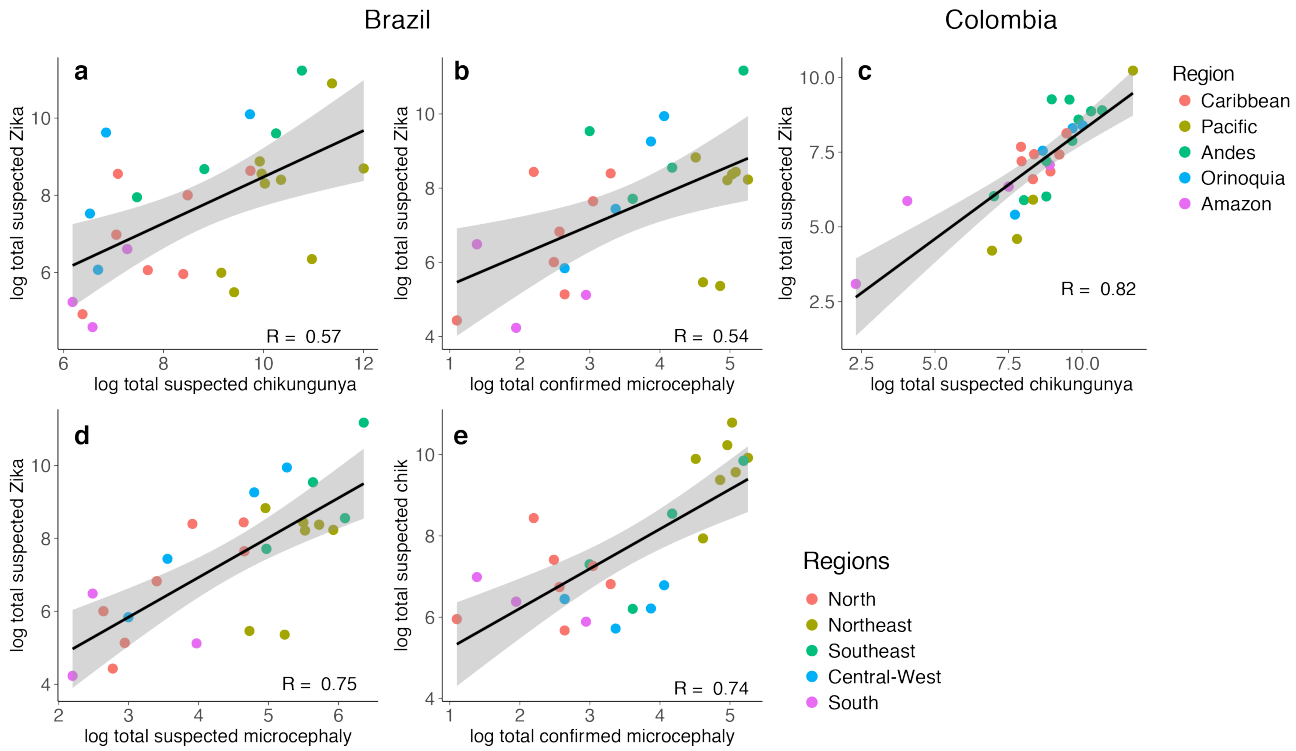 Brazil
Colombia
a
log total suspected Zika
10
8
6
R = 0.57
6 8 10 12
log total suspected chikungunya
b
log total suspected Zika
10
8
6
4
R = 0.54
1 2 3 4 5
log total confirmed microcephaly
c
log total suspected Zika
10.0
7.5
5.0
2.5
R = 0.82
2.5 5.0 7.5 10.0
log total suspected chikungunya
Region
Caribbean
Pacific
Andes
Orinoquia
Amazon
d
log total suspected Zika
10
8
6
4
R = 0.75
2 3 4 5 6
log total suspected microcephaly
e
log total suspected chik
10
8
6
4
R = 0.74
1 2 3 4 5
log total confirmed microcephaly
Regions
North
Northeast
Southeast
Central-West
South